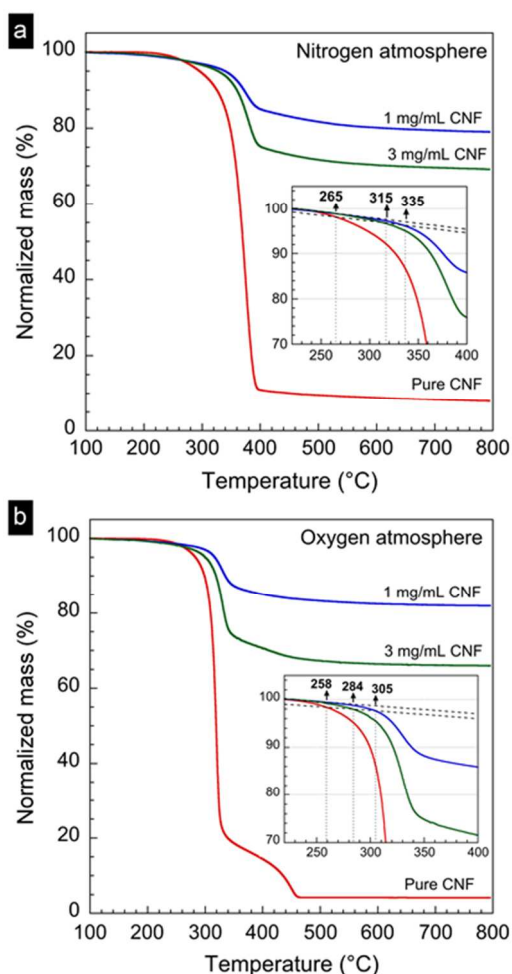 a
Nitrogen atmosphere
100
80
60
40
20
0
Normalized mass (%)
1 mg/mL CNF
3 mg/mL CNF
265 315 335
100
90
80
70
250 300 350 400
Pure CNF
100 200 300 400 500 600 700 800
Temperature (°C)
b
Oxygen atmosphere
100
80
60
40
20
0
Normalized mass (%)
1 mg/mL CNF
3 mg/mL CNF
258 284 305
100
90
80
70
250 300 350 400
Pure CNF
100 200 300 400 500 600 700 800
Temperature (°C)